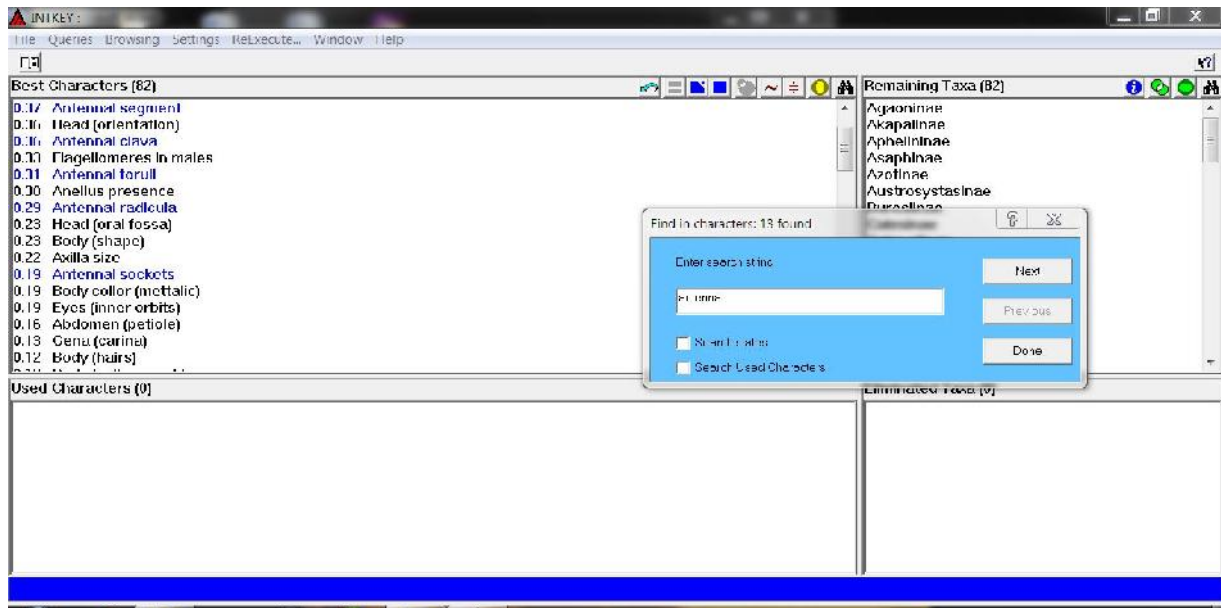 INTKEY:
File Queries Browsing Settings ReExecute... Window Help
Best Characters (82)
Remaining Taxa (82)
0.37 Antennal segment
0.36 Head (orientation)
0.36 Antennal clava
0.33 Flagellomeres in males
0.31 Antennal toruli
0.30 Anellus presence
0.29 Antennal radicula
0.23 Head (oral fossa)
0.23 Body (shape)
0.22 Axilla size
0.19 Antennal sockets
0.19 Body collor (mettalic)
0.19 Eyes (inner orbits)
0.16 Abdomen (petiole)
0.13 Gena (carina)
0.12 Body (hairs)
Agaoninae
Akapalinae
Aphelininae
Asaphinae
Azotinae
Austrosystasinae
Find in characters: 13 found
Enter search string
antenna
Search states
Search Used Characters
Next
Previous
Done
Used Characters (0)
Eliminated Taxa (0)